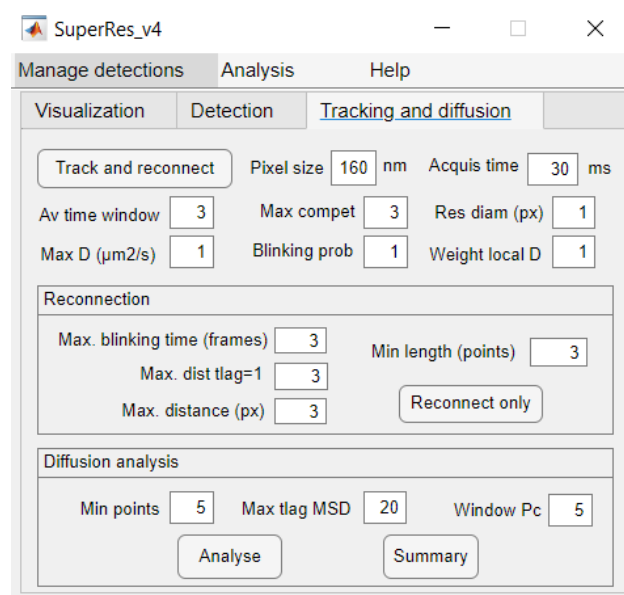 SuperRes_v4
Manage detections Analysis Help
Visualization Detection Tracking and diffusion
Track and reconnect Pixel size 160 nm Acquis time 30 ms
Av time window 3 Max compet 3 Res diam (px) 1
Max D (µm2/s) 1 Blinking prob 1 Weight local D 1
Reconnection
Max. blinking time (frames) 3
Min length (points) 3
Max. dist tlag=1 3
Max. distance (px) 3
Reconnect only
Diffusion analysis
Min points 5 Max tlag MSD 20 Window Pc 5
Analyse Summary